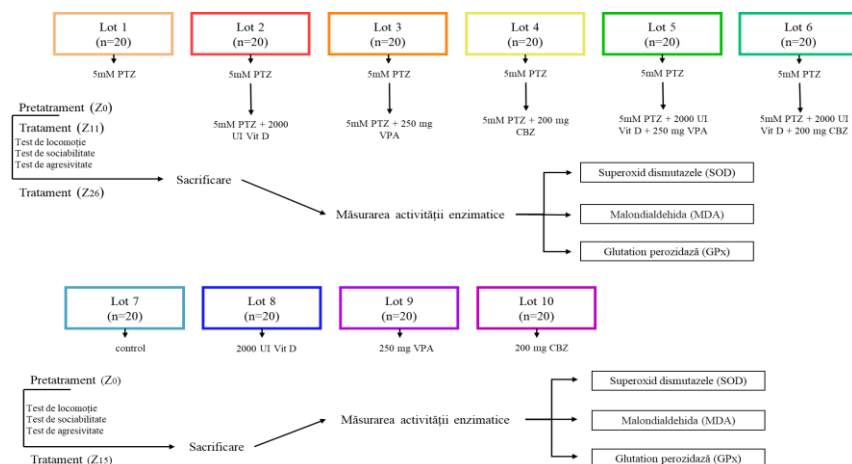 Lot 1
(n=20)
Lot 2
(n=20)
Lot 3
(n=20)
Lot 4
(n=20)
Lot 5
(n=20)
Lot 6
(n=20)
5mM PTZ
5mM PTZ
5mM PTZ
5mM PTZ
5mM PTZ
5mM PTZ
5mM PTZ + 2000
UI Vit D
5mM PTZ + 250 mg
VPA
5mM PTZ + 200 mg
CBZ
5mM PTZ + 2000 UI
Vit D + 250 mg VPA
5mM PTZ + 2000 UI
Vit D + 200 mg CBZ
Pretatrament (Z0)
Tratament (Z11)
Test de locomoție
Test de sociabilitate
Test de agresivitate
Tratament (Z26)
Sacrificare
Măsurarea activității enzimatice
Superoxid dismutazele (SOD)
Malondialdehida (MDA)
Glutation perozidază (GPx)
Lot 7
(n=20)
Lot 8
(n=20)
Lot 9
(n=20)
Lot 10
(n=20)
control
2000 UI Vit D
250 mg VPA
200 mg CBZ
Pretatrament (Z0)
Test de locomoție
Test de sociabilitate
Test de agresivitate
Tratament (Z15)
Sacrificare
Măsurarea activității enzimatice
Superoxid dismutazele (SOD)
Malondialdehida (MDA)
Glutation perozidază (GPx)